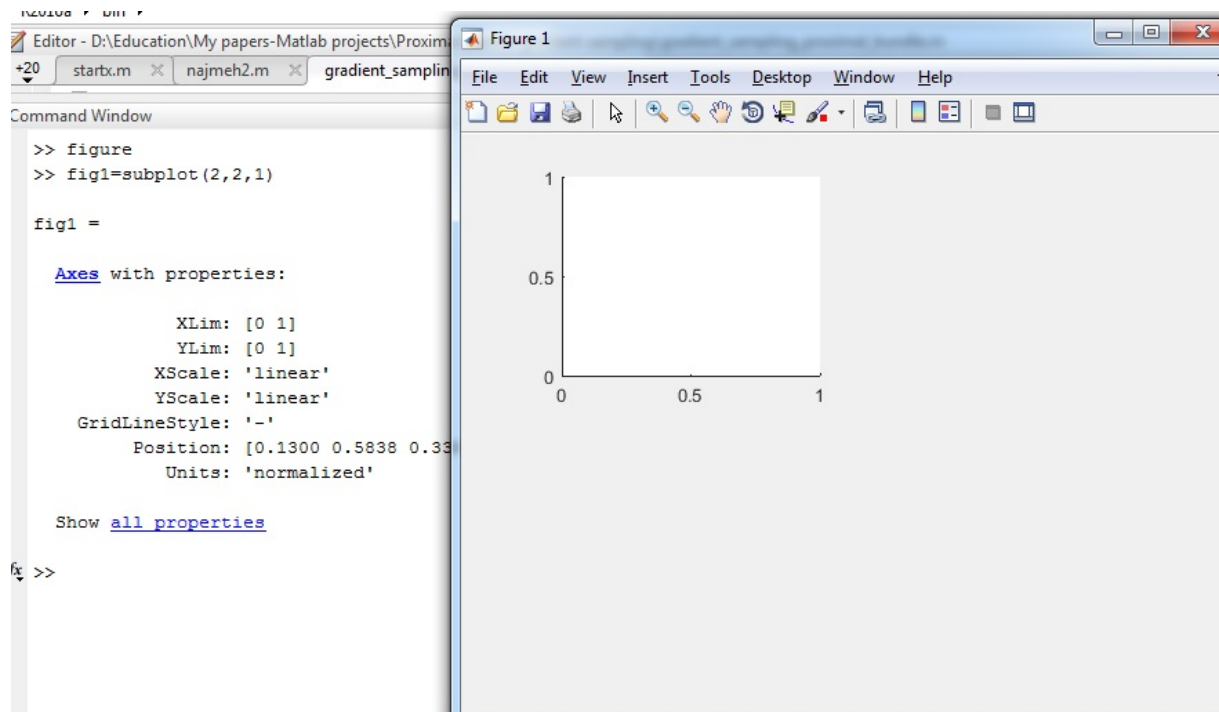 Editor - D:\Education\My papers-Matlab projects\Proxima
+20 startx.m najmeh2.m gradient_samplin
Command Window
>> figure
>> fig1=subplot(2,2,1)
fig1 =
Axes with properties:
XLim: [0 1]
YLim: [0 1]
XScale: 'linear'
YScale: 'linear'
GridLineStyle: '-'
Position: [0.1300 0.5838 0.33
Units: 'normalized'
Show all properties
fx >>
Figure 1
File Edit View Insert Tools Desktop Window Help
1
0.5
0
0 0.5 1